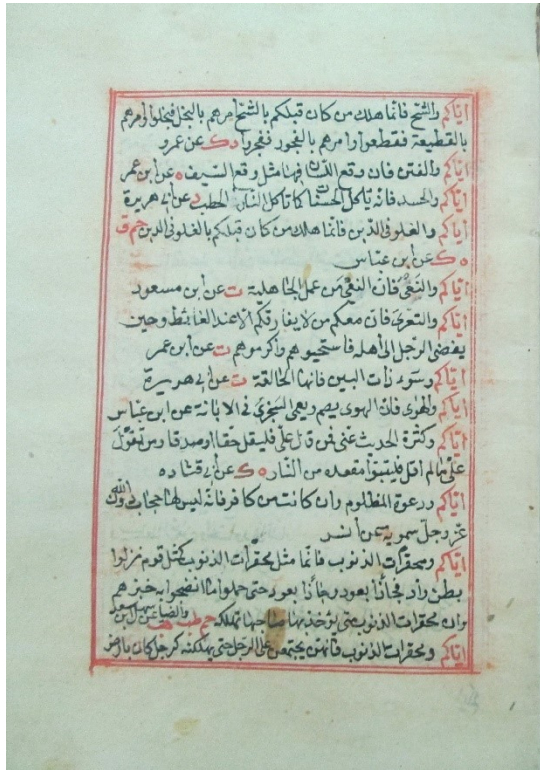 اياكم والشح فانما هلك من كان قبلكم بالشح امرهم بالبخل فبخلوا وامرهم
بالقطيعة فقطعوا وامرهم بالفجور ففجروا د ك عن عمرو
اياكم والفتن فان وقع اللسان فيها مثل وقع السيف ه عن ابن عمر
اياكم والحسد فانه ياكل الحسنات كما تاكل النار الحطب د عن ابي هريرة
اياكم والغلو في الدين فانما هلك من كان قبلكم بالغلو في الدين حم ق
ه ك عن ابن عباس
اياكم والنعي فان النعي من عمل الجاهلية ت عن ابن مسعود
اياكم والتعري فان معكم من لا يفارقكم الا عند الغائط وحين
يفضي الرجل الى اهله فاستحيوهم واكرموهم ت عن ابن عمر
اياكم وسوء ذات البين فانها الحالقة ت عن ابي هريرة
اياكم والهوى فان الهوى يصم ويعمي السجزي في الابانة عن ابن عباس
اياكم وكثرة الحديث عني فمن قال علي فليقل حقا او صدقا ومن تقول
علي مالم اقل فليتبوا مقعده من النار ه ك عن ابي قتاده
اياكم ودعوة المظلوم وان كانت من كافر فانه ليس لها حجاب دون الله
عز وجل سمويه عن انس
اياكم ومحقرات الذنوب فانما مثل محقرات الذنوب كمثل قوم نزلوا
بطن واد فجاء ذا بعود وجاء ذا بعود حتى حملوا ما انضجوا به خبزهم
وان محقرات الذنوب متى يؤخذ بها صاحبها تهلكه حم طب هب والضيا عن سهل بن سعد
اياكم ومحقرات الذنوب فانهن يجتمعن على الرجل حتى يهلكنه كرجل كان بارض